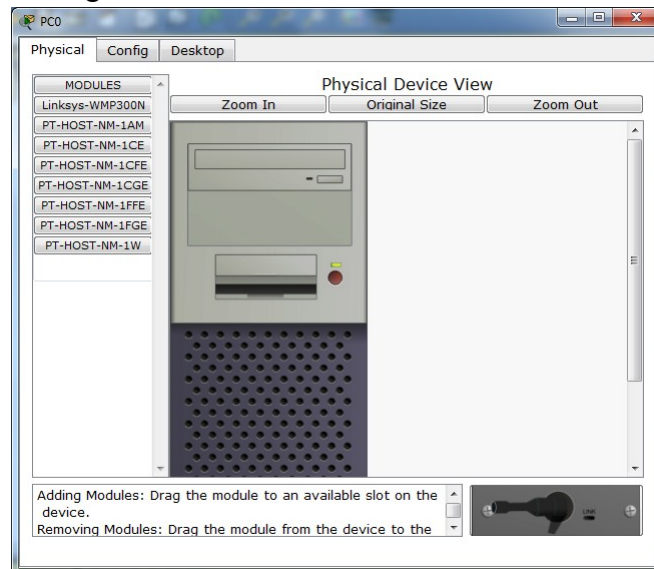 PC0
Physical Config Desktop
MODULES
Linksys-WMP300N
PT-HOST-NM-1AM
PT-HOST-NM-1CE
PT-HOST-NM-1CFE
PT-HOST-NM-1CGE
PT-HOST-NM-1FFE
PT-HOST-NM-1FGE
PT-HOST-NM-1W
Physical Device View
Zoom In Original Size Zoom Out
Adding Modules: Drag the module to an available slot on the
device.
Removing Modules: Drag the module from the device to the
LINK